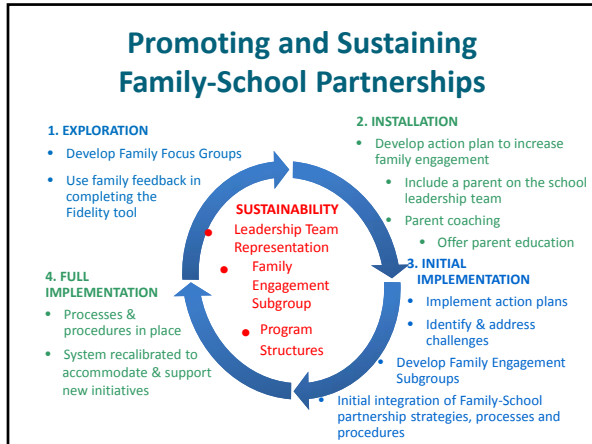 Promoting and Sustaining
Family-School Partnerships
1. EXPLORATION
• Develop Family Focus Groups
• Use family feedback in
completing the
Fidelity tool
2. INSTALLATION
• Develop action plan to increase
family engagement
• Include a parent on the school
leadership team
• Parent coaching
• Offer parent education
SUSTAINABILITY
• Leadership Team
Representation
• Family
Engagement
Subgroup
• Program
Structures
3. INITIAL
IMPLEMENTATION
• Implement action plans
• Identify & address
challenges
• Develop Family Engagement
Subgroups
• Initial integration of Family-School
partnership strategies, processes and
procedures
4. FULL
IMPLEMENTATION
• Processes &
procedures in place
• System recalibrated to
accommodate & support
new initiatives